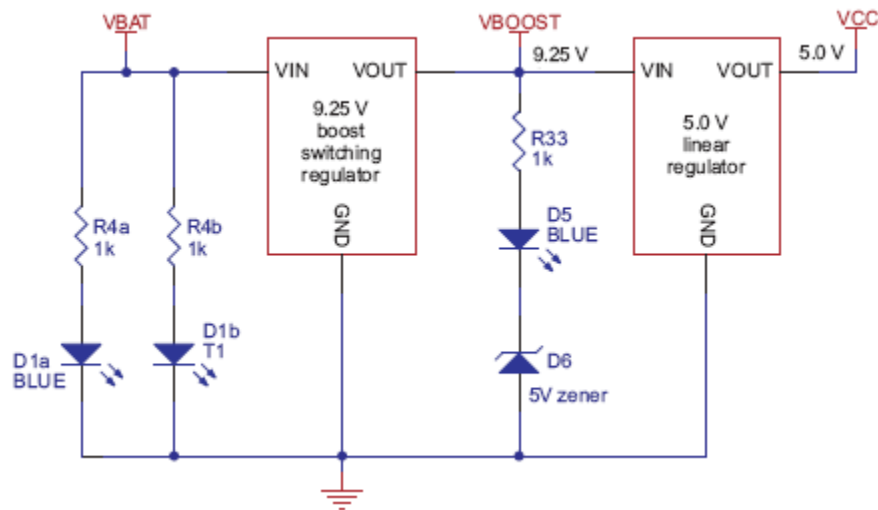 VBAT
VBOOST
VCC
VIN
VOUT
9.25 V
VIN
VOUT
5.0 V
9.25 V
boost
switching
regulator
GND
R33
1k
5.0 V
linear
regulator
GND
R4a
1k
R4b
1k
D5
BLUE
D1a
BLUE
D1b
T1
D6
5V zener